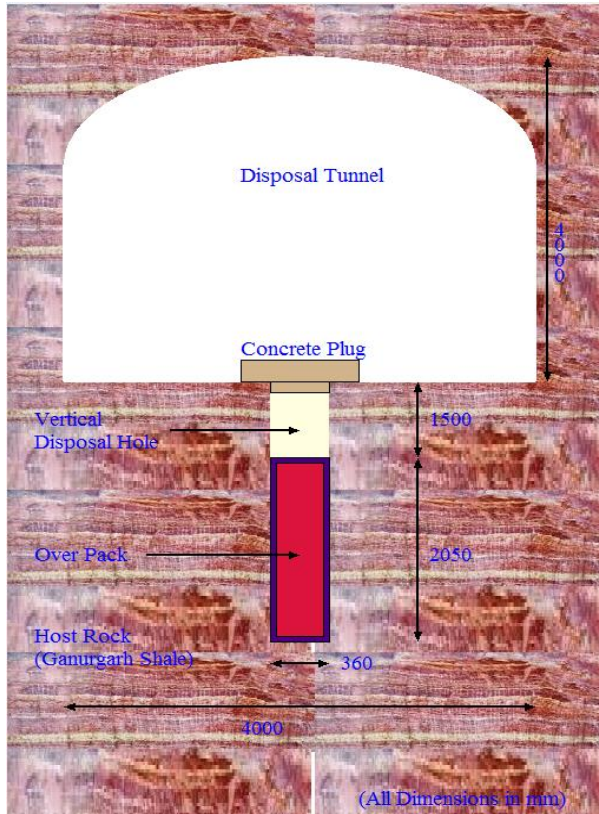 Disposal Tunnel
4000
Concrete Plug
Vertical
Disposal Hole
1500
Over Pack
2050
Host Rock
(Ganurgarh Shale)
360
4000
(All Dimensions in mm)